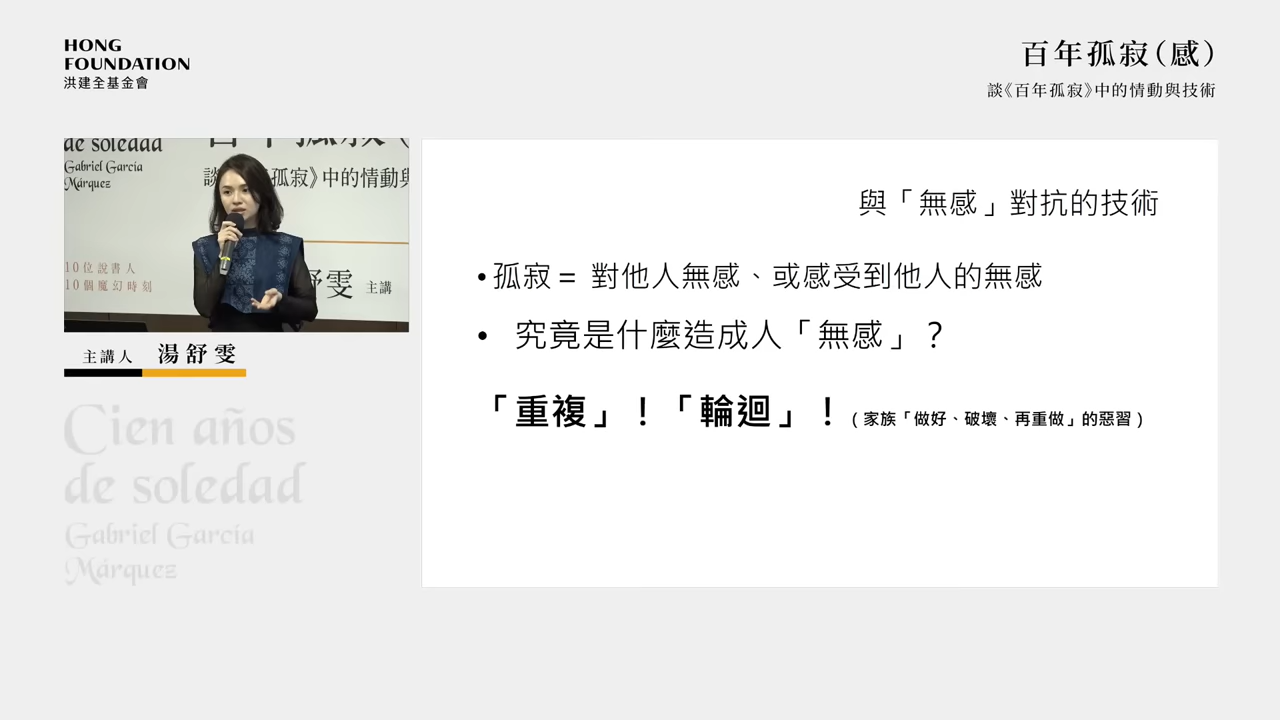 HONG
FOUNDATION
洪建全基金會
百年孤寂(感)
談《百年孤寂》中的情動與技術
de soledad
Gabriel García
Márquez
談
孤寂》中的情動與
10位說書人
10個魔幻時刻
舒雯 主講
主講人 湯舒雯
Cien años
de soledad
Gabriel García
Márquez
與「無感」對抗的技術
•孤寂 = 對他人無感、或感受到他人的無感
• 究竟是什麼造成人「無感」?
「重複」!「輪迴」!(家族「做好、破壞、再重做」的惡習)